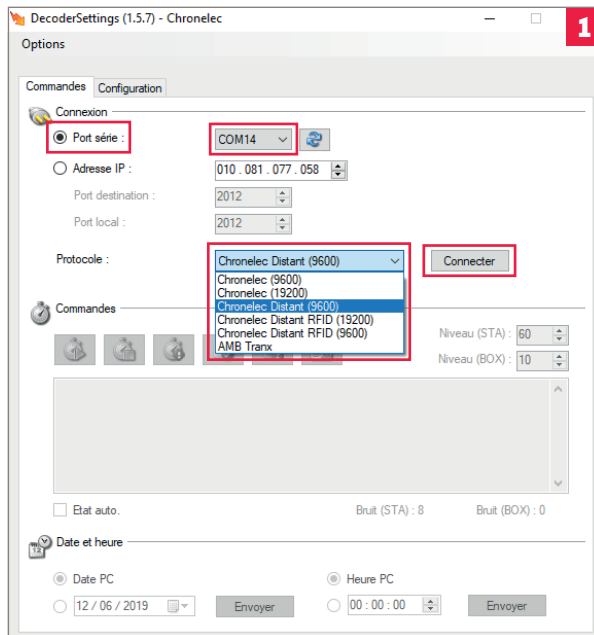 DecoderSettings (1.5.7) - Chronelec
1
Options
Commandes Configuration
Connexion
Port série : COM14
Adresse IP : 010 . 081 . 077 . 058
Port destination : 2012
Port local : 2012
Protocole : Chronelec Distant (9600) Connecter
Chronelec (9600)
Chronelec (19200)
Chronelec Distant (9600)
Chronelec Distant RFID (19200)
Chronelec Distant RFID (9600)
AMB Tranx
Commandes
Niveau (STA) : 60
Niveau (BOX) : 10
Etat auto. Bruit (STA) : 8 Bruit (BOX) : 0
Date et heure
Date PC Heure PC
12 / 06 / 2019 Envoyer 00 : 00 : 00 Envoyer